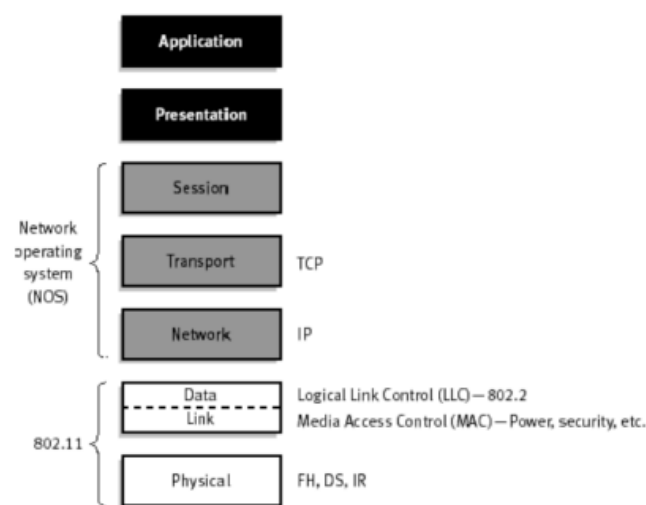 Application
Presentation
Session
Network
operating
system
(NOS)
Transport
TCP
Network
IP
Data
Logical Link Control (LLC)—802.2
Link
Media Access Control (MAC)—Power, security, etc.
802.11
Physical
FH, DS, IR